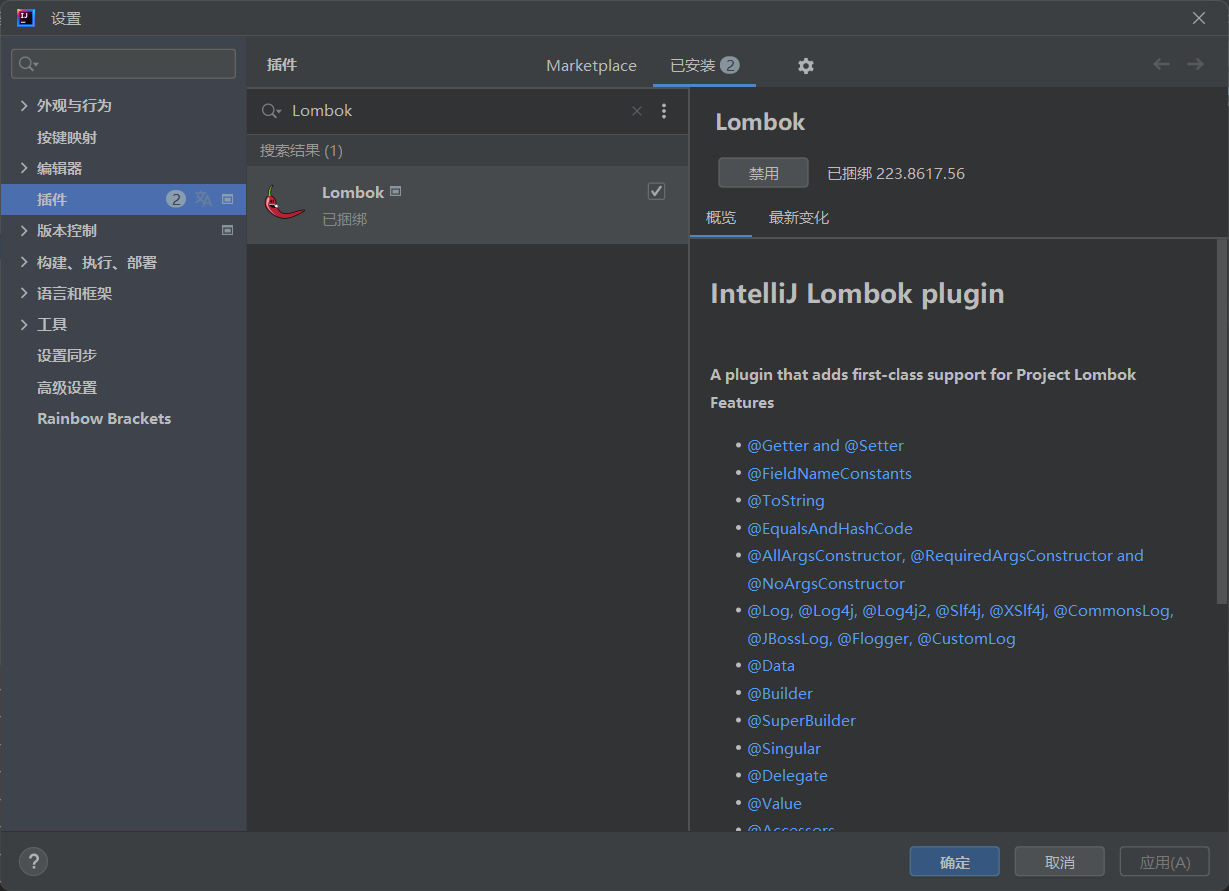 设置
插件
Marketplace
已安装 2
外观与行为
按键映射
编辑器
插件 2
版本控制
构建、执行、部署
语言和框架
工具
设置同步
高级设置
Rainbow Brackets
Lombok
搜索结果 (1)
Lombok
已捆绑
Lombok
禁用 已捆绑 223.8617.56
概览 最新变化
IntelliJ Lombok plugin
A plugin that adds first-class support for Project Lombok
Features
• @Getter and @Setter
• @FieldNameConstants
• @ToString
• @EqualsAndHashCode
• @AllArgsConstructor, @RequiredArgsConstructor and
@NoArgsConstructor
• @Log, @Log4j, @Log4j2, @Slf4j, @XSlf4j, @CommonsLog,
@JBossLog, @Flogger, @CustomLog
• @Data
• @Builder
• @SuperBuilder
• @Singular
• @Delegate
• @Value
• @Accessors
? 确定 取消 应用(A)